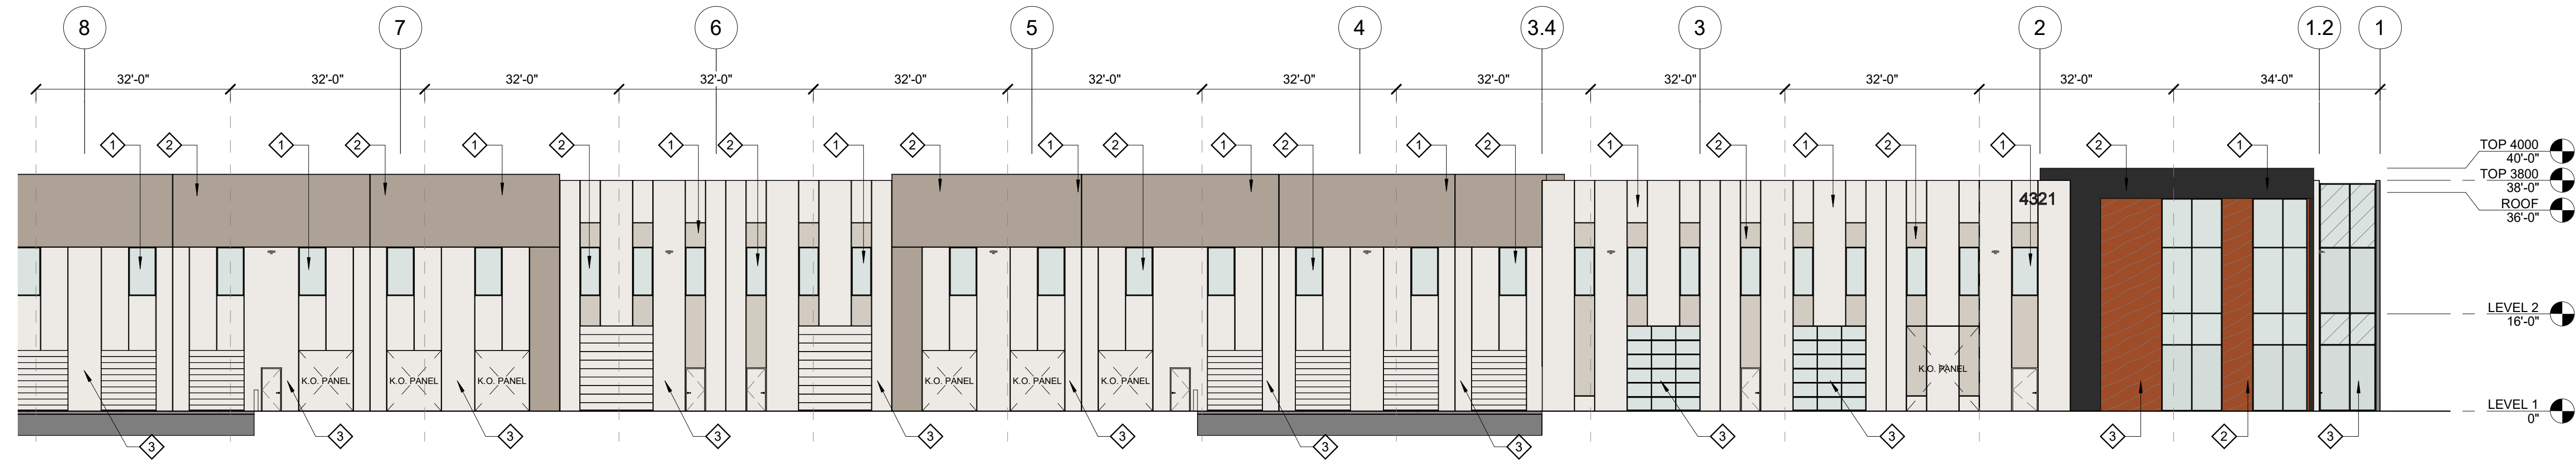 8 7 6 5 4 3.4 3 2 1.2 1
32'-0" 32'-0" 32'-0" 32'-0" 32'-0" 32'-0" 32'-0" 32'-0" 32'-0" 32'-0" 32'-0" 34'-0"
1 2 1 2 1 2 1 2 1 2 1 2 1 2 1 2 1 2 1 2 1 2 1
TOP 4000
40'-0"
TOP 3800
38'-0"
ROOF
36'-0"
4321
LEVEL 2
16'-0"
K.O. PANEL K.O. PANEL K.O. PANEL K.O. PANEL K.O. PANEL K.O. PANEL K.O. PANEL
LEVEL 1
0"
3 3 3 3 3 3 3 3 3 3 3 2 3